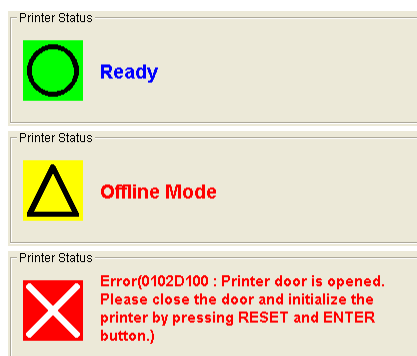 Printer Status
Ready
Printer Status
Offline Mode
Printer Status
Error(0102D100 : Printer door is opened.
Please close the door and initialize the
printer by pressing RESET and ENTER
button.)